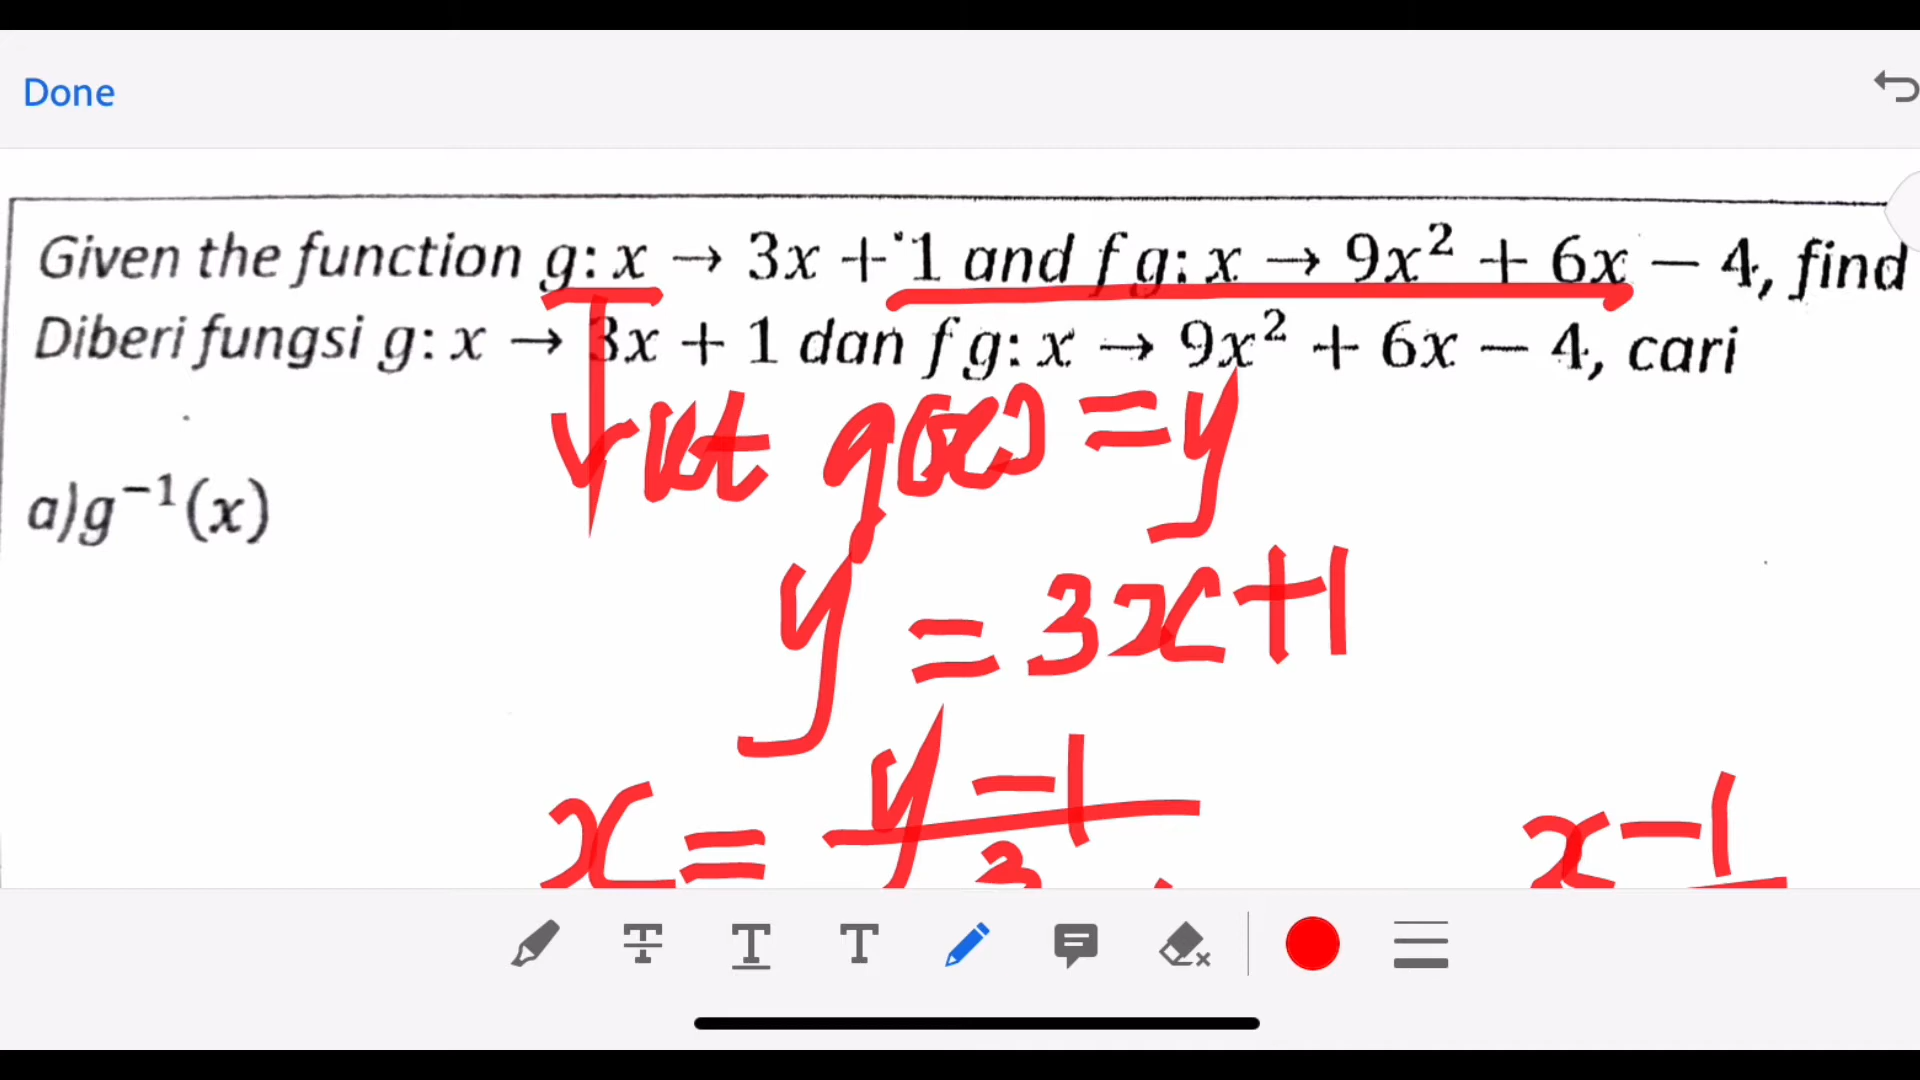 Done
Given the function g: x → 3x + 1 and fg: x → 9x² + 6x − 4, find
Diberi fungsi g: x → 3x + 1 dan fg: x → 9x² + 6x − 4, cari
let g(x) = y
a) g⁻¹(x)
y = 3x+1
x = y−1/3
x−1
T T T